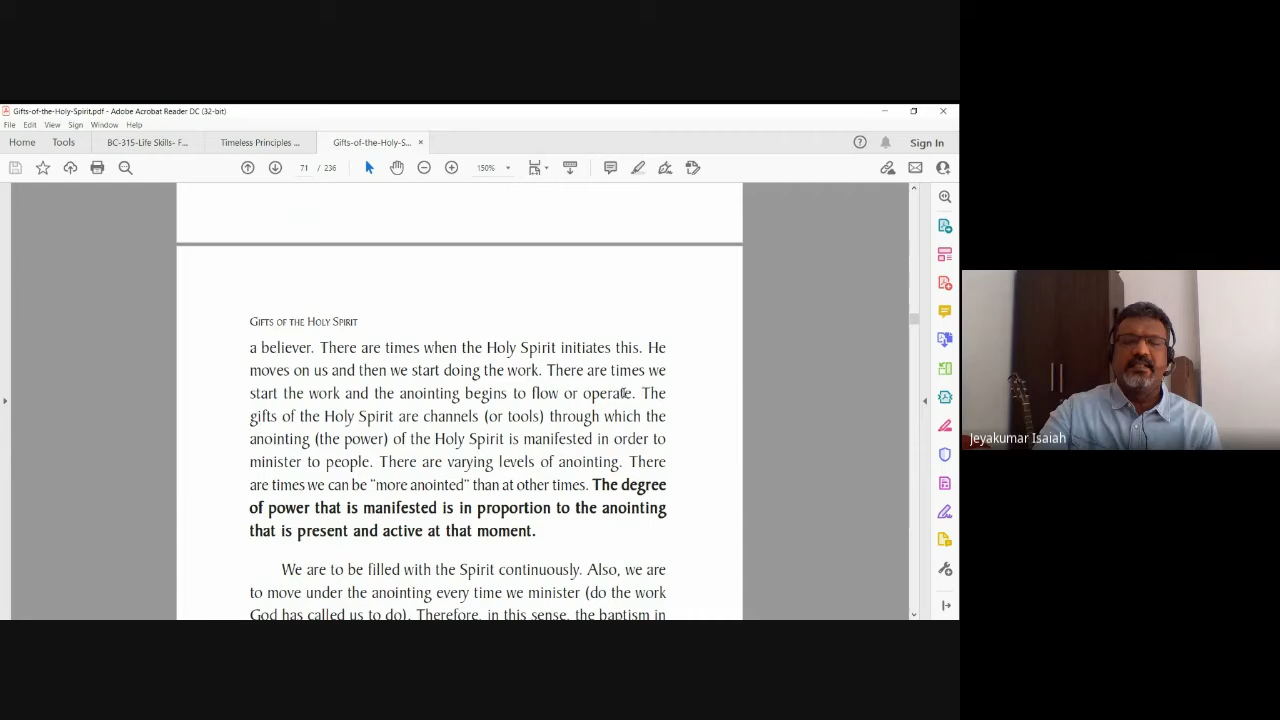 Gifts-of-the-Holy-Spirit.pdf - Adobe Acrobat Reader DC (32-bit)
File Edit View Sign Window Help
Home Tools BC-315-Life Skills- F... Timeless Principles ... Gifts-of-the-Holy-S... × Sign In
71 / 236 150%
GIFTS OF THE HOLY SPIRIT
a believer. There are times when the Holy Spirit initiates this. He
moves on us and then we start doing the work. There are times we
start the work and the anointing begins to flow or operate. The
gifts of the Holy Spirit are channels (or tools) through which the
anointing (the power) of the Holy Spirit is manifested in order to
minister to people. There are varying levels of anointing. There
are times we can be “more anointed” than at other times. The degree
of power that is manifested is in proportion to the anointing
that is present and active at that moment.
We are to be filled with the Spirit continuously. Also, we are
to move under the anointing every time we minister (do the work
God has called us to do). Therefore, in this sense, the baptism in
Jeyakumar Isaiah